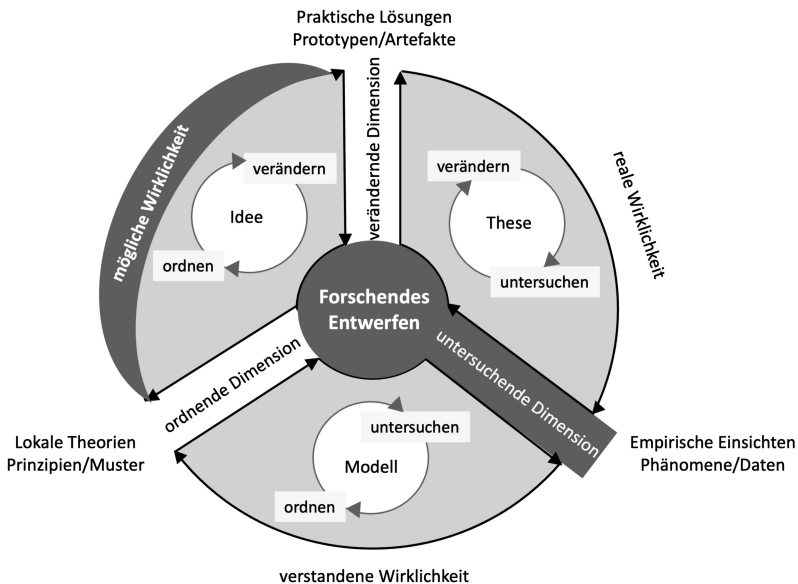 Praktische Lösungen
Prototypen/Artefakte
verändernde Dimension
mögliche Wirklichkeit
reale Wirklichkeit
verändern
Idee
ordnen
verändern
These
untersuchen
Forschendes
Entwerfen
ordnende Dimension
untersuchende Dimension
Lokale Theorien
Prinzipien/Muster
untersuchen
Modell
ordnen
Empirische Einsichten
Phänomene/Daten
verstandene Wirklichkeit